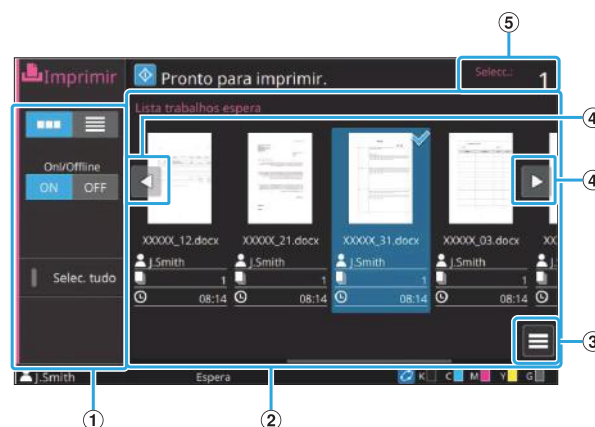 5
Imprimir
Pronto para imprimir.
Selecc.:
1
Lista trabalhos espera
4
Onl/Offline
ON OFF
4
XXXXX_12.docx XXXXX_21.docx XXXXX_31.docx XXXXX_03.docx XX
J.Smith J.Smith J.Smith J.Smith J.
1 1 1 1
Selec. tudo
08:14 08:14 08:14 08:14
3
J.Smith Espera K C M Y G
1 2